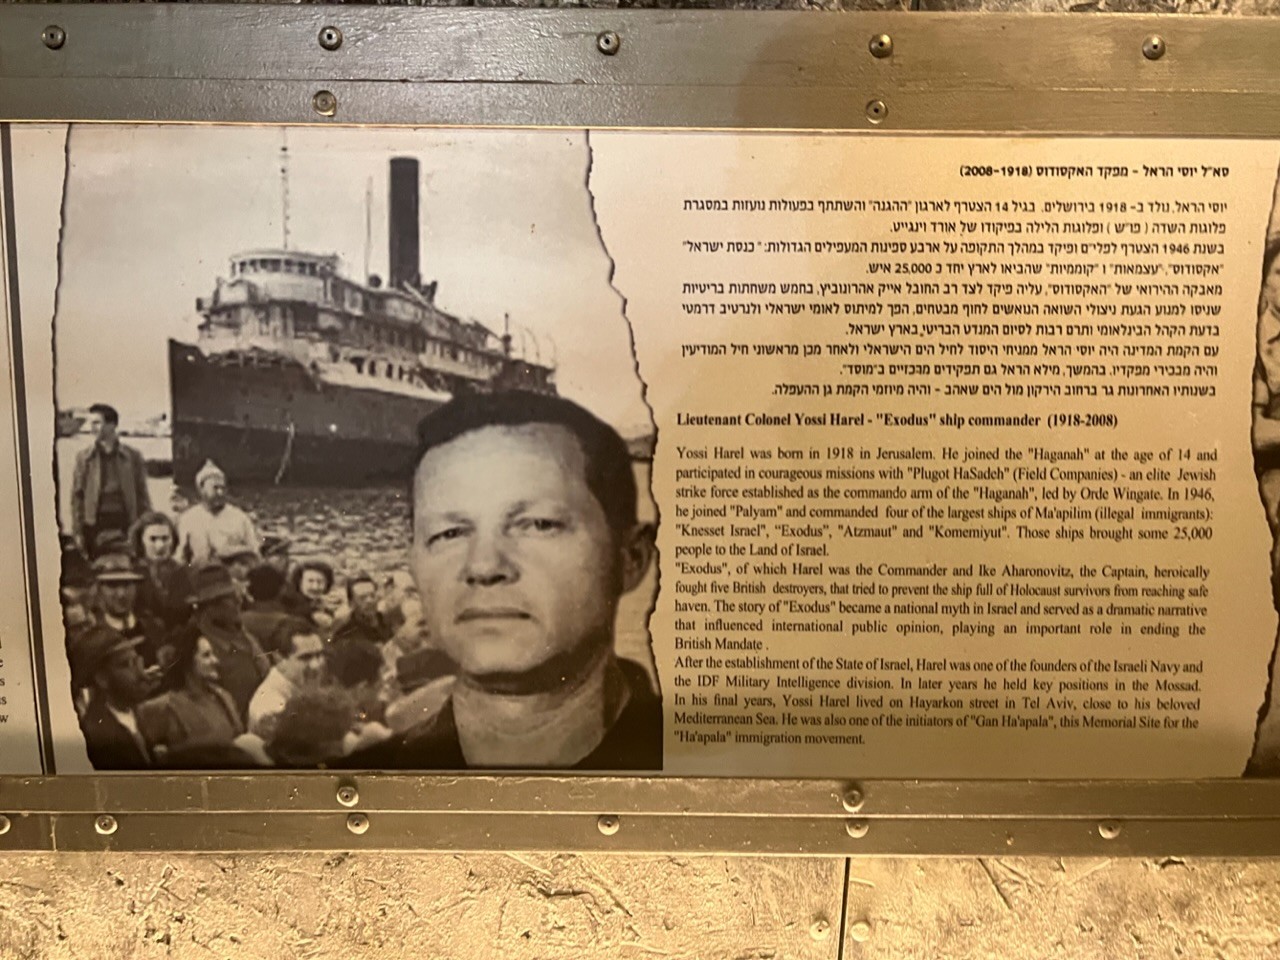 סא"ל יוסי הראל - מפקד האקסודוס (1918-2008)
יוסי הראל, נולד ב- 1918 בירושלים. בגיל 14 הצטרף לארגון "ההגנה" והשתתף בפעולות נועזות במסגרת
פלוגות השדה ( פו"ש ) ופלוגות הלילה בפיקודו של אורד וינגייט.
בשנת 1946 הצטרף לפלי"ם ופיקד במהלך התקופה על ארבע ספינות המעפילים הגדולות: "כנסת ישראל"
"אקסודוס", "עצמאות" ו "קוממיות" שהביאו לארץ יחד כ 25,000 איש.
מאבקה ההירואי של "האקסודוס", עליה פיקד לצד רב החובל אייק אהרונוביץ, בחמש משחתות בריטיות
שניסו למנוע הגעת ניצולי השואה הנואשים לחוף מבטחים, הפך למיתוס לאומי ישראלי ולנרטיב דרמטי
בדעת הקהל הבינלאומי ותרם רבות לסיום המנדט הבריטי בארץ ישראל.
עם הקמת המדינה היה יוסי הראל ממניחי היסוד לחיל הים הישראלי ולאחר מכן מראשוני חיל המודיעין
והיה מבכירי מפקדיו. בהמשך, מילא הראל גם תפקידים מרכזיים ב"מוסד".
בשנותיו האחרונות גר ברחוב הירקון מול הים שאהב - והיה מיוזמי הקמת גן ההעפלה.
Lieutenant Colonel Yossi Harel - "Exodus" ship commander (1918-2008)
Yossi Harel was born in 1918 in Jerusalem. He joined the "Haganah" at the age of 14 and
participated in courageous missions with "Plugot HaSadeh" (Field Companies) - an elite Jewish
strike force established as the commando arm of the "Haganah", led by Orde Wingate. In 1946,
he joined "Palyam" and commanded four of the largest ships of Ma'apilim (illegal immigrants):
"Knesset Israel", "Exodus", "Atzmaut" and "Komemiyut". Those ships brought some 25,000
people to the Land of Israel.
"Exodus", of which Harel was the Commander and Ike Aharonovitz, the Captain, heroically
fought five British destroyers, that tried to prevent the ship full of Holocaust survivors from reaching safe
haven. The story of "Exodus" became a national myth in Israel and served as a dramatic narrative
that influenced international public opinion, playing an important role in ending the
British Mandate .
After the establishment of the State of Israel, Harel was one of the founders of the Israeli Navy and
the IDF Military Intelligence division. In later years he held key positions in the Mossad.
In his final years, Yossi Harel lived on Hayarkon street in Tel Aviv, close to his beloved
Mediterranean Sea. He was also one of the initiators of "Gan Ha'apala", this Memorial Site for the
"Ha'apala" immigration movement.